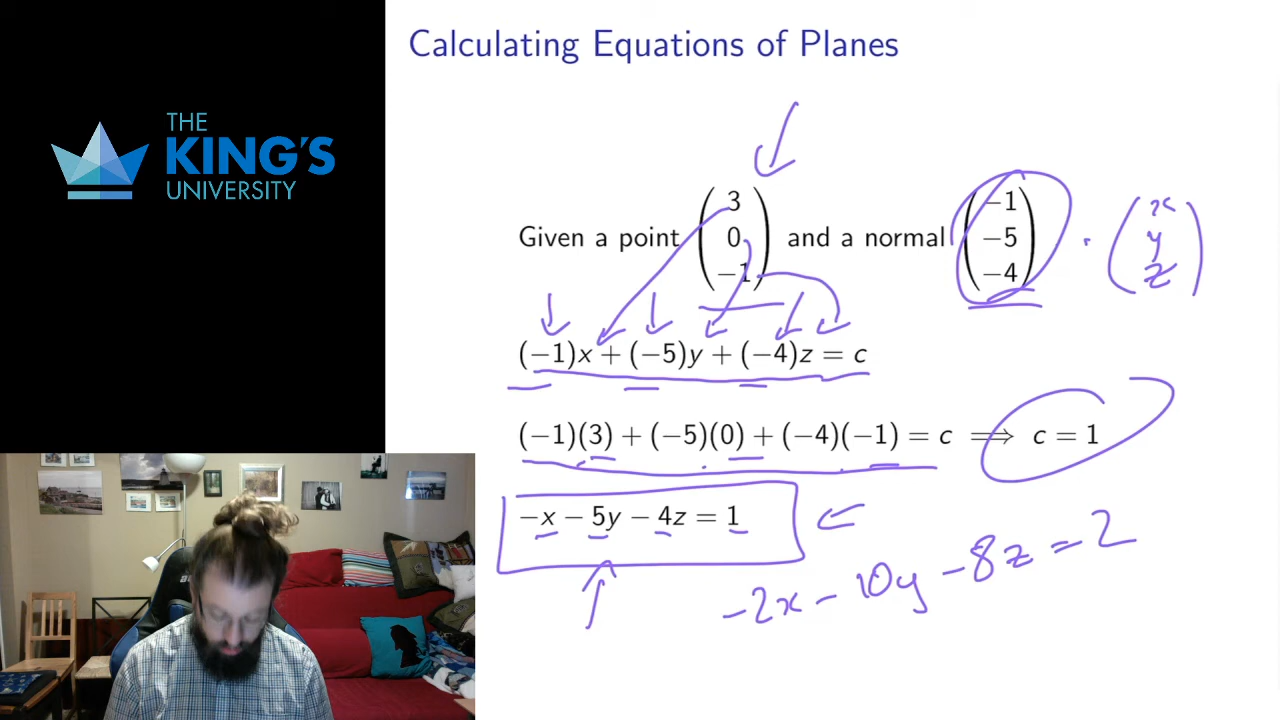 Calculating Equations of Planes
THE
KING'S
UNIVERSITY
Given a point (3 0 −1) and a normal (−1 −5 −4) · (x y z)
(−1)x + (−5)y + (−4)z = c
(−1)(3) + (−5)(0) + (−4)(−1) = c ⟹ c = 1
−x − 5y − 4z = 1
-2x - 10y - 8z = 2